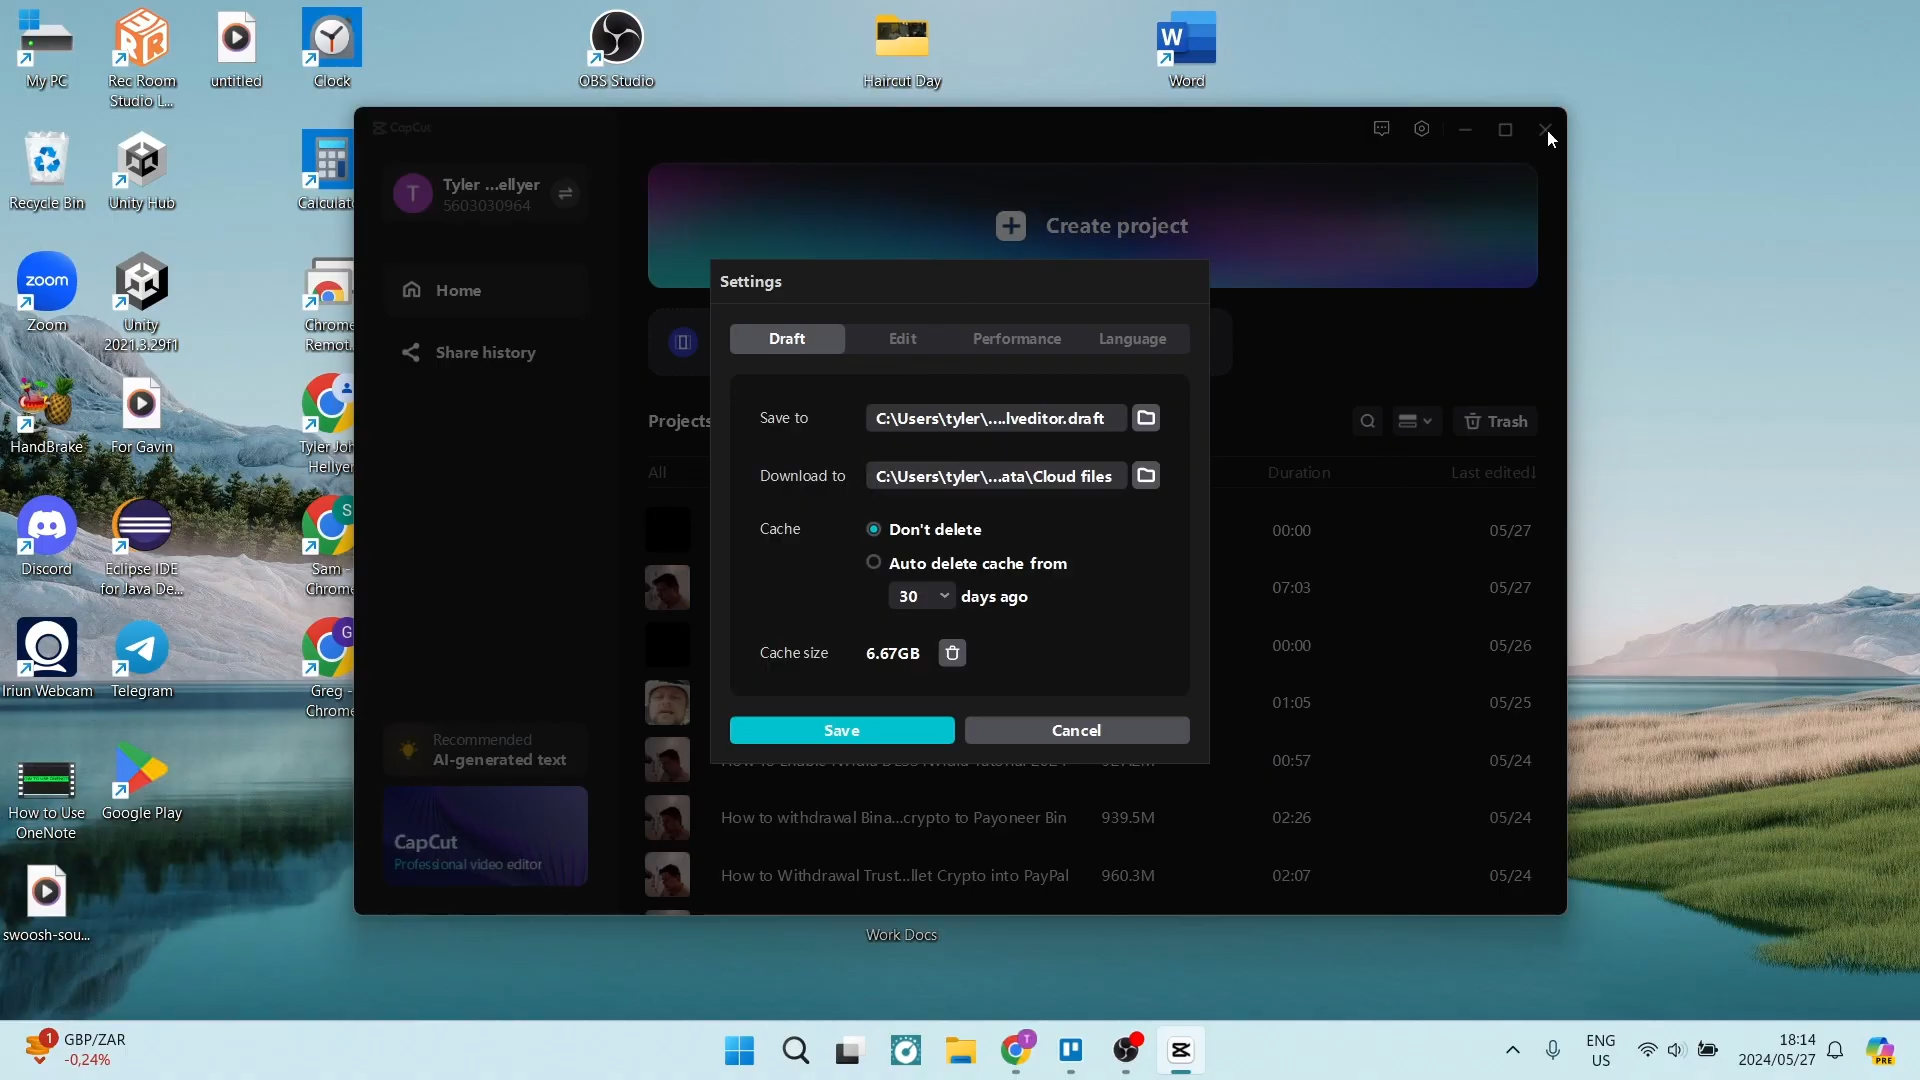 My PC
Rec Room
Studio L...
untitled
Clock
OBS Studio
Haircut Day
W
Word
Recycle Bin
Unity Hub
Calculat
zoom
Zoom
Unity
2021.3.29f1
Chrome
Remot...
HandBrake
For Gavin
Tyler Joh
Hellyer
Discord
Eclipse IDE
for Java De...
S
Sam -
Chrome
Iriun Webcam
Telegram
G
Greg -
Chrome
How to Use
OneNote
Google Play
swoosh-sou...
Work Docs
CapCut
T
Tyler ...ellyer
5603030964
Home
Share history
Recommended
AI-generated text
CapCut
Professional video editor
Create project
Projects
Trash
All
Duration
Last edited↓
00:00
05/27
07:03
05/27
00:00
05/26
01:05
05/25
00:57
05/24
How to withdrawal Bina...crypto to Payoneer Bin
939.5M
02:26
05/24
How to Withdrawal Trust...llet Crypto into PayPal
960.3M
02:07
05/24
Settings
Draft
Edit
Performance
Language
Save to
C:\Users\tyler\....lveditor.draft
Download to
C:\Users\tyler\...ata\Cloud files
Cache
Don't delete
Auto delete cache from
30
days ago
Cache size
6.67GB
Save
Cancel
1
GBP/ZAR
-0,24%
T
ENG
US
18:14
2024/05/27
PRE